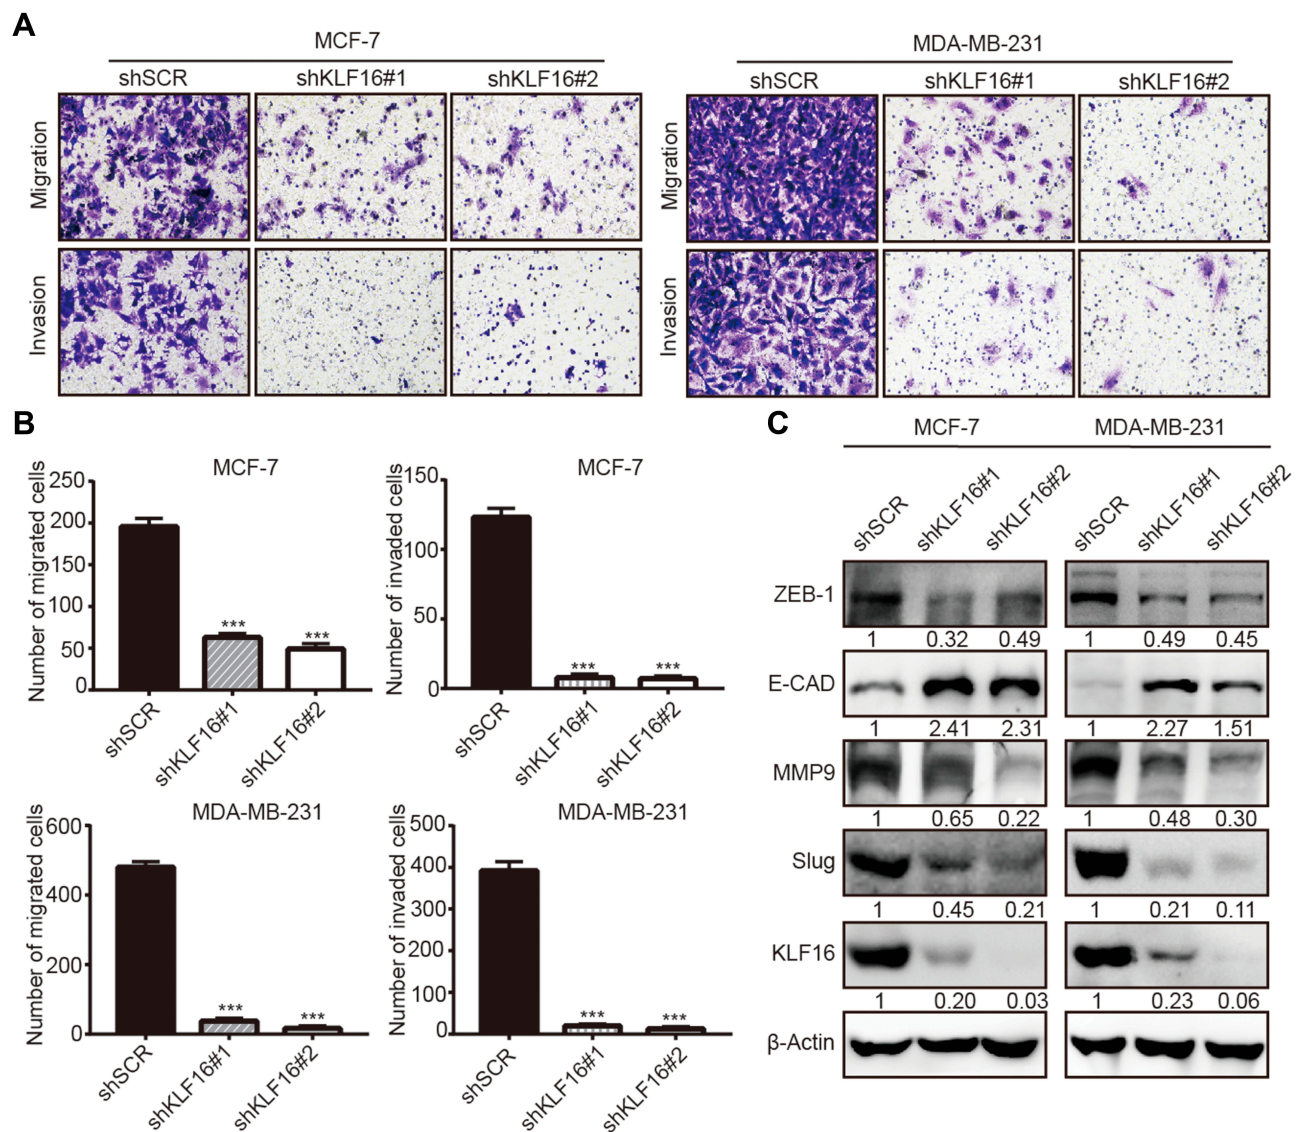 A
MCF-7
shSCR shKLF16#1 shKLF16#2
Migration
Invasion
MDA-MB-231
shSCR shKLF16#1 shKLF16#2
Migration
Invasion
B
MCF-7
Number of migrated cells
250
200
150
100
50
0
*** ***
shSCR shKLF16#1 shKLF16#2
MCF-7
Number of invaded cells
150
100
50
0
*** ***
shSCR shKLF16#1 shKLF16#2
MDA-MB-231
Number of migrated cells
600
400
200
0
*** ***
shSCR shKLF16#1 shKLF16#2
MDA-MB-231
Number of invaded cells
500
400
300
200
100
0
*** ***
shSCR shKLF16#1 shKLF16#2
C
MCF-7 MDA-MB-231
shSCR shKLF16#1 shKLF16#2 shSCR shKLF16#1 shKLF16#2
ZEB-1
1 0.32 0.49 1 0.49 0.45
E-CAD
1 2.41 2.31 1 2.27 1.51
MMP9
1 0.65 0.22 1 0.48 0.30
Slug
1 0.45 0.21 1 0.21 0.11
KLF16
1 0.20 0.03 1 0.23 0.06
β-Actin